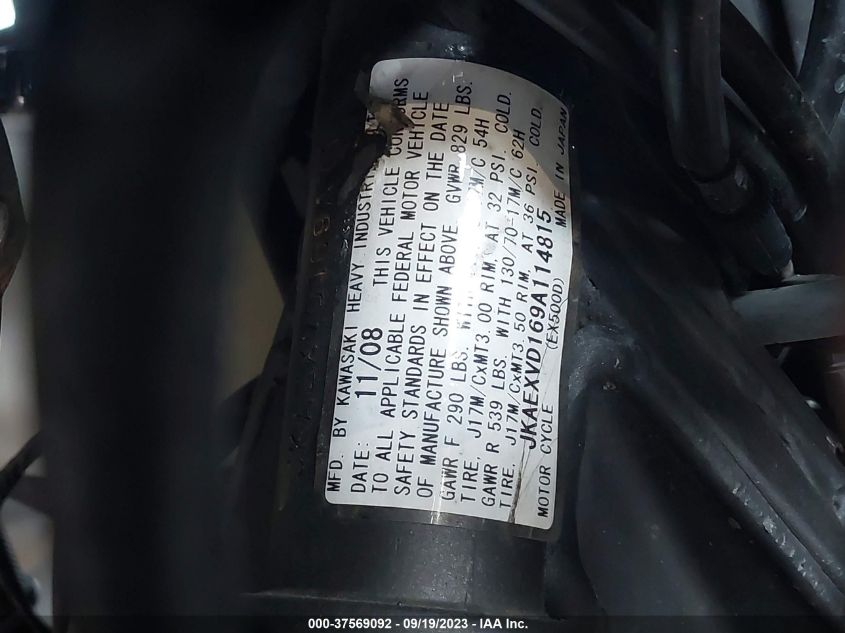 MFD. BY KAWASAKI HEAVY INDUSTRI
DATE: 11/08 THIS VEHICLE CONFORMS
TO ALL APPLICABLE FEDERAL MOTOR VEHICLE
SAFETY STANDARDS IN EFFECT ON THE DATE
OF MANUFACTURE SHOWN ABOVE. GVWR 829 LBS.
GAWR F 290 LBS. WITH M/C 54H
TIRE, J17M/CxMT3.00 RIM, AT 32 PSI. COLD.
GAWR R 539 LBS. WITH 130/70-17M/C 62H
TIRE, J17M/CxMT3.50 RIM, AT 36 PSI. COLD.
JKAEXVD169A114815 MADE IN JAPAN
MOTOR CYCLE (EX500D)
000-37569092 - 09/19/2023 - IAA Inc.